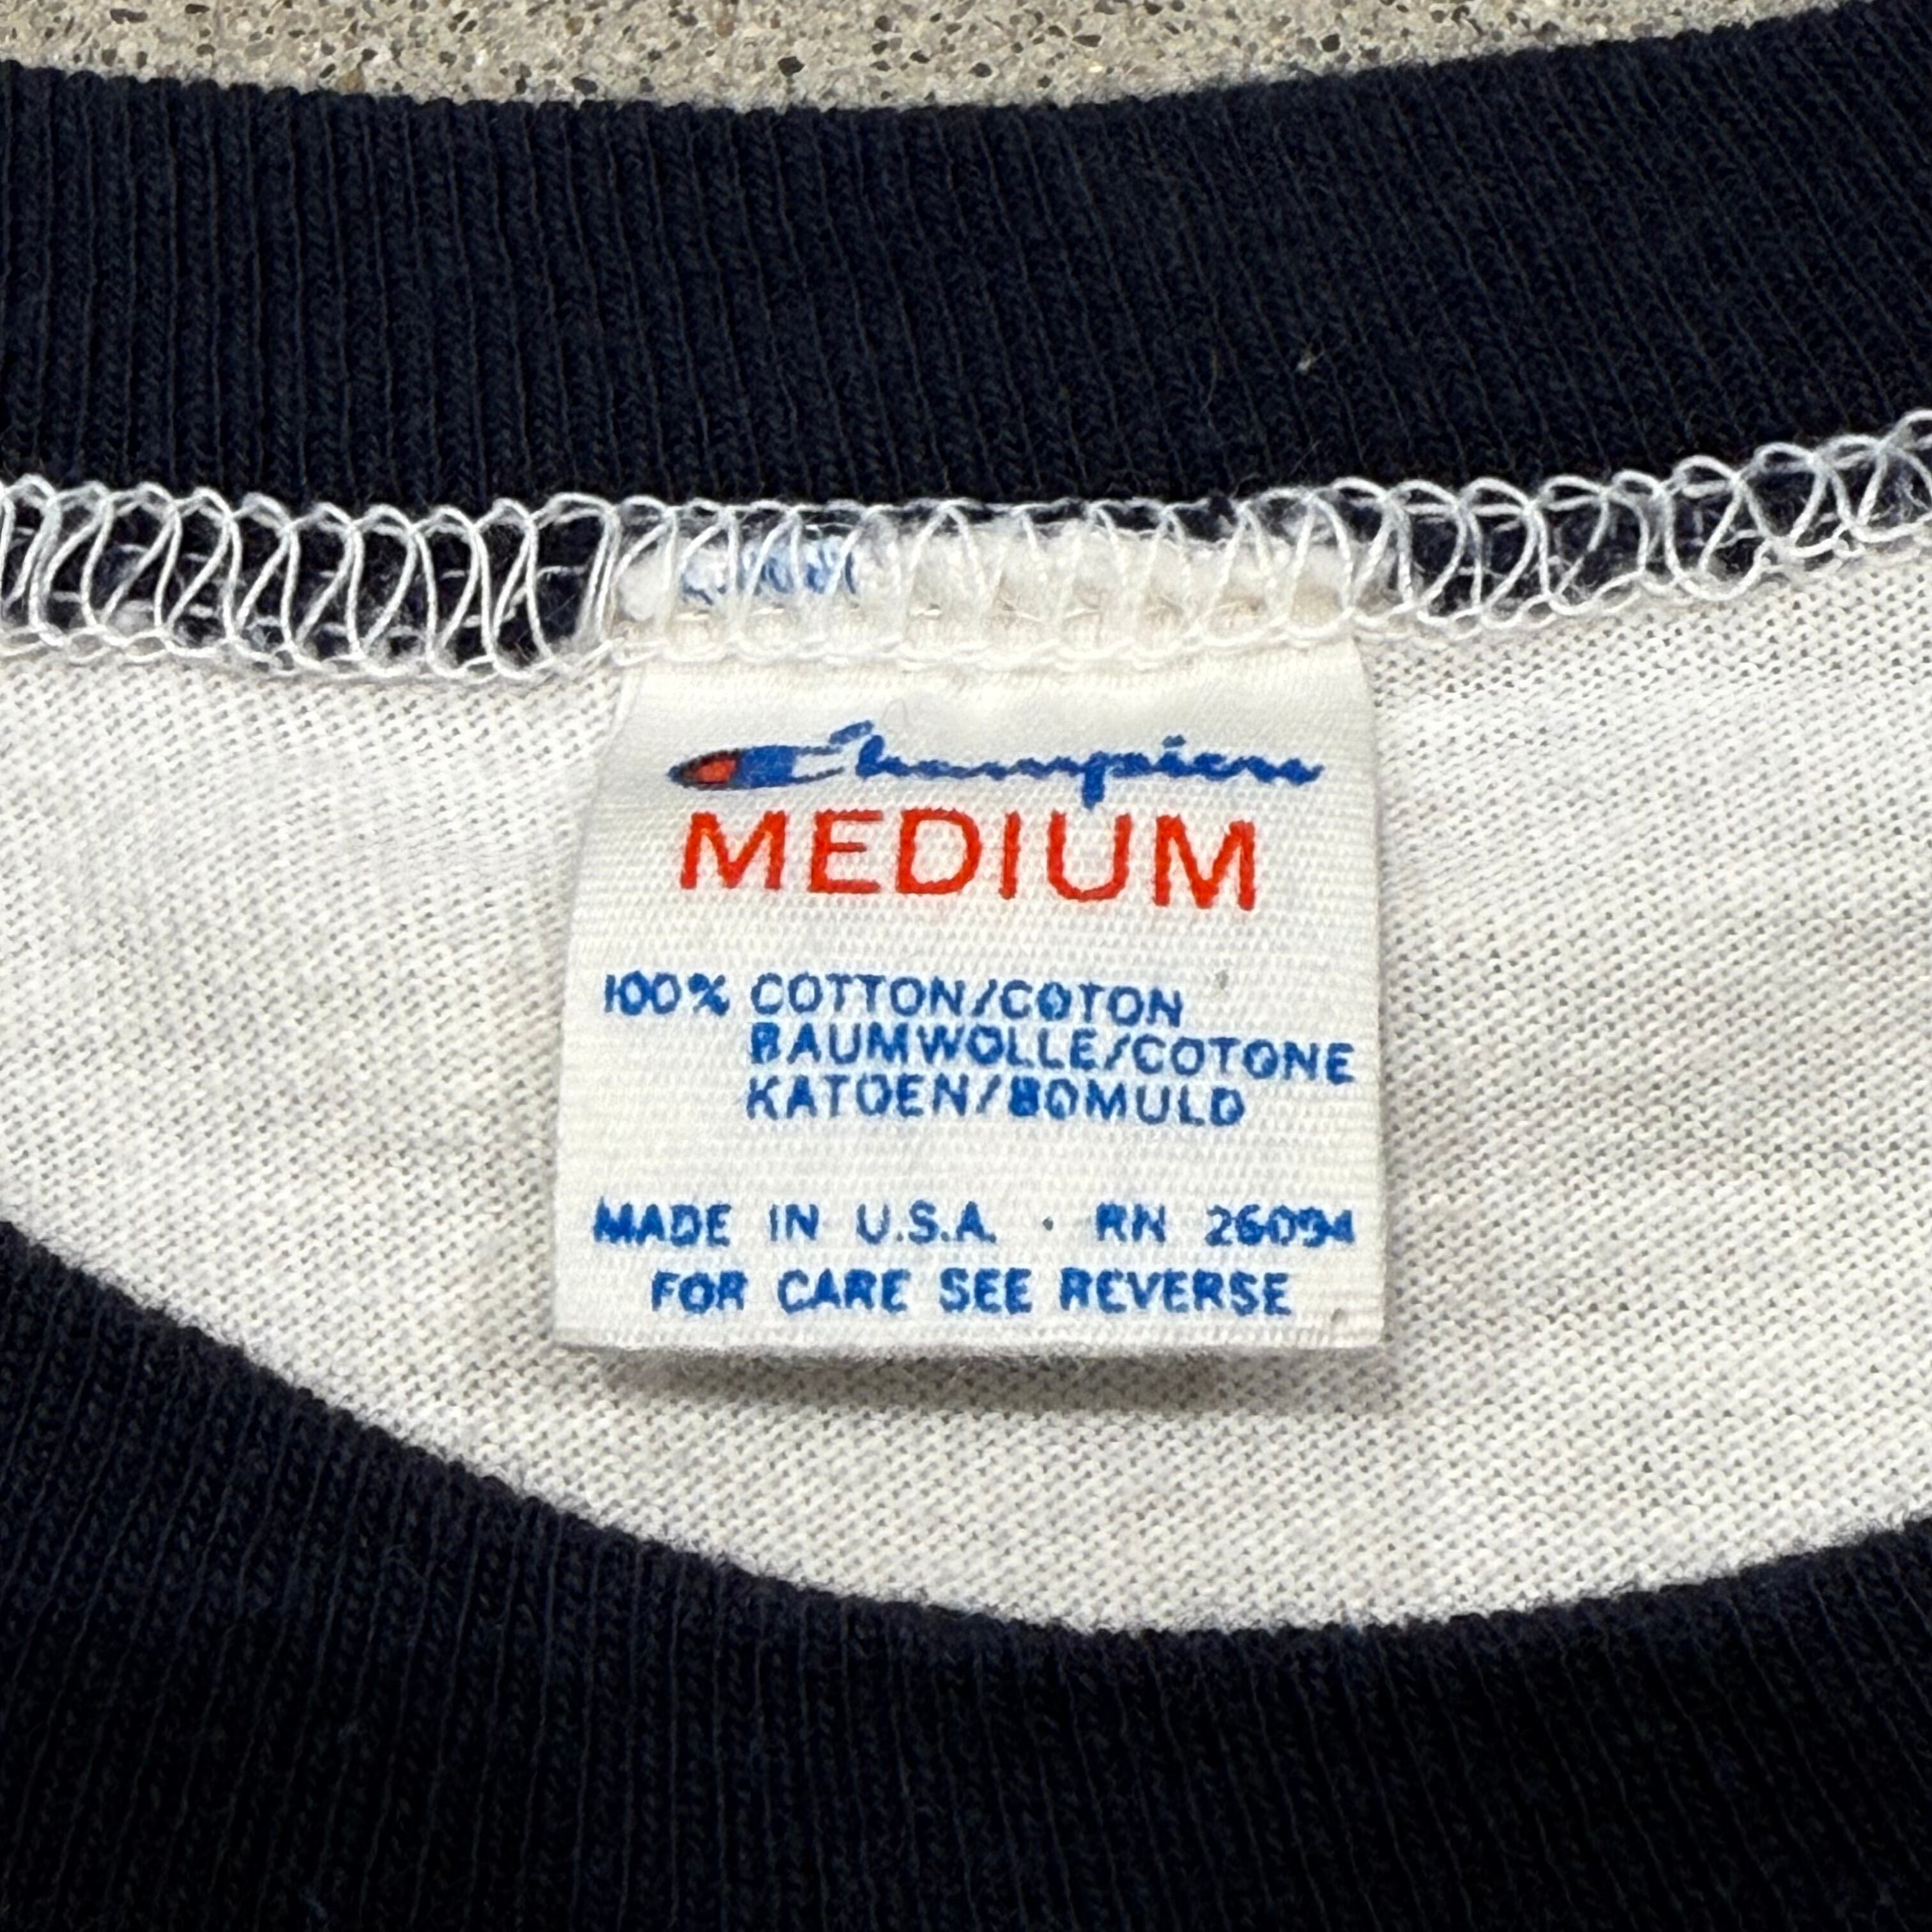 Champion
MEDIUM
100% COTTON/COTON
BAUMWOLLE/COTONE
KATOEN/BOMULD
MADE IN U.S.A. · RN 26094
FOR CARE SEE REVERSE